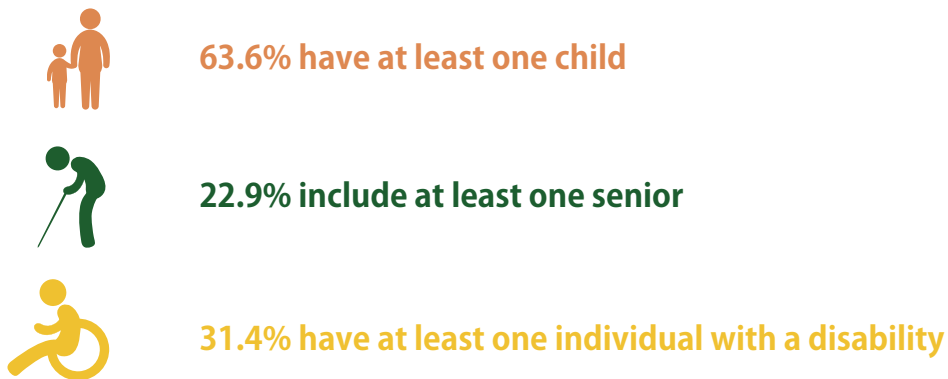 63.6% have at least one child
22.9% include at least one senior
31.4% have at least one individual with a disability